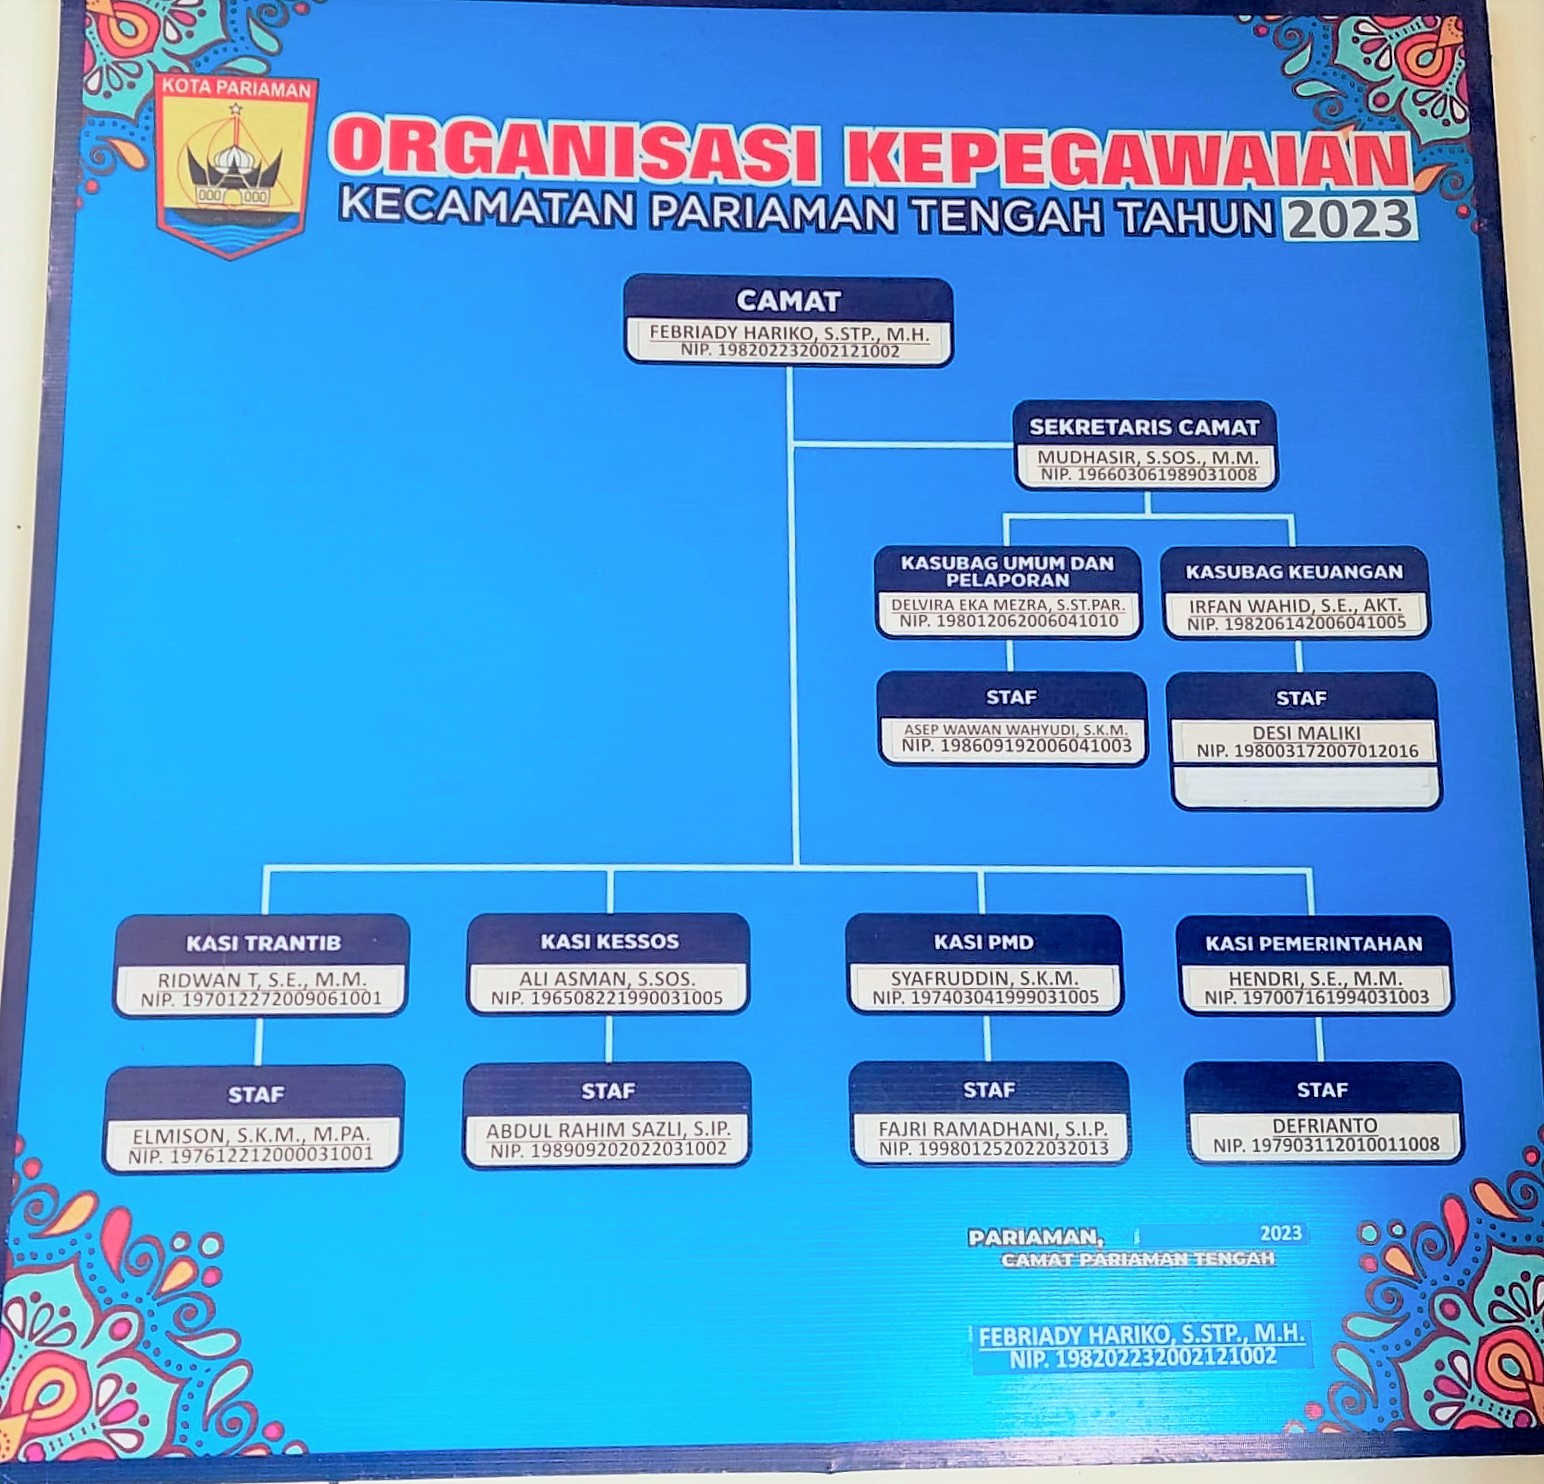 KOTA PARIAMAN
ORGANISASI KEPEGAWAIAN
KECAMATAN PARIAMAN TENGAH TAHUN 2023
CAMAT
FEBRIADY HARIKO, S.STP., M.H.
NIP. 198202232002121002
SEKRETARIS CAMAT
MUDHASIR, S.SOS., M.M.
NIP. 196603061989031008
KASUBAG UMUM DAN
PELAPORAN
DELVIRA EKA MEZRA, S.ST.PAR.
NIP. 198012062006041010
KASUBAG KEUANGAN
IRFAN WAHID, S.E., AKT.
NIP. 198206142006041005
STAF
ASEP WAWAN WAHYUDI, S.K.M.
NIP. 198609192006041003
STAF
DESI MALIKI
NIP. 198003172007012016
KASI TRANTIB
RIDWAN T, S.E., M.M.
NIP. 197012272009061001
KASI KESSOS
ALI ASMAN, S.SOS.
NIP. 196508221990031005
KASI PMD
SYAFRUDDIN, S.K.M.
NIP. 197403041999031005
KASI PEMERINTAHAN
HENDRI, S.E., M.M.
NIP. 197007161994031003
STAF
ELMISON, S.K.M., M.PA.
NIP. 197612212000031001
STAF
ABDUL RAHIM SAZLI, S.IP.
NIP. 198909202022031002
STAF
FAJRI RAMADHANI, S.I.P.
NIP. 199801252022032013
STAF
DEFRIANTO
NIP. 197903112010011008
PARIAMAN, 2023
CAMAT PARIAMAN TENGAH
FEBRIADY HARIKO, S.STP., M.H.
NIP. 198202232002121002